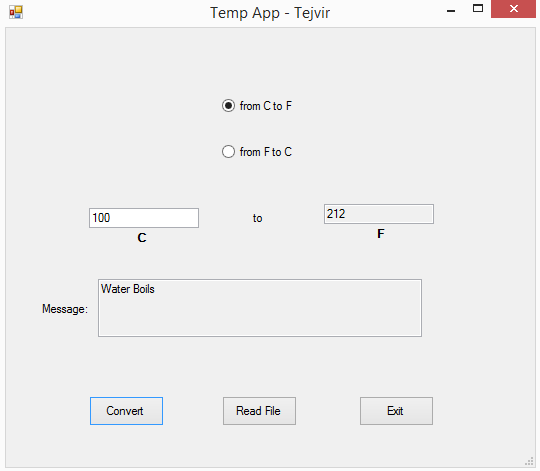 Temp App - Tejvir
from C to F
from F to C
100 to 212
C F
Water Boils
Message:
Convert Read File Exit